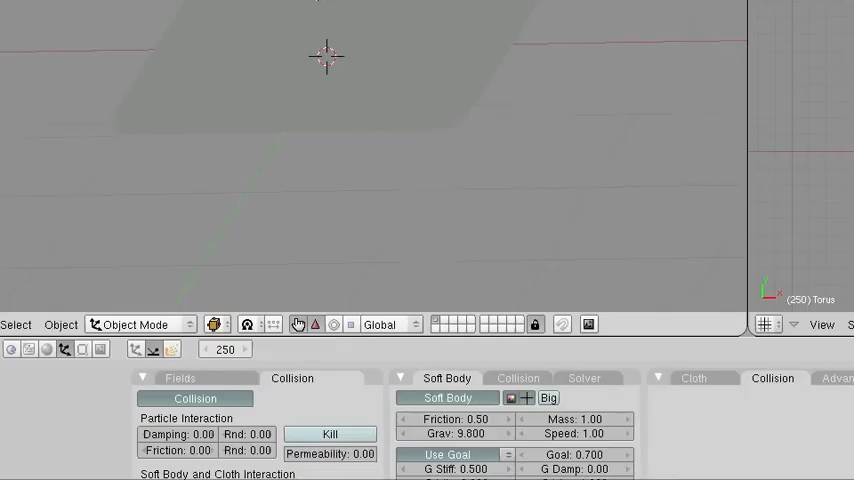 (250) Torus
Select Object Object Mode Global View
250
Fields Collision Soft Body Collision Solver Cloth Collision
Collision Soft Body Big
Particle Interaction Friction: 0.50 Mass: 1.00
Damping: 0.00 Rnd: 0.00 Kill Grav: 9.800 Speed: 1.00
Friction: 0.00 Rnd: 0.00 Permeability: 0.00 Use Goal Goal: 0.700
Soft Body and Cloth Interaction G Stiff: 0.500 G Damp: 0.00